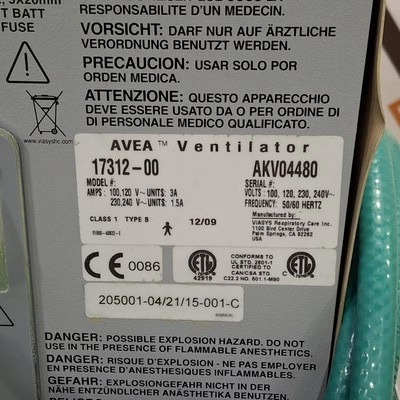 RESPONSABILITE D'UN MEDECIN.
T BATT
FUSE
VORSICHT: DARF NUR AUF ÄRZTLICHE
VERORDNUNG BENUTZT WERDEN.
PRECAUCION: USAR SOLO POR
ORDEN MEDICA.
ATTENZIONE: QUESTO APPARECCHIO
DEVE ESSERE USATO DA O PER ORDINE DI
DI PERSONALE MEDICO QUALIFICATO.
www.viasyshc.com
AVEA™ Ventilator
17312-00
MODEL #:
AMPS: 100,120 V~ UNITS: 3A
230,240 V~ UNITS: 1.5A
AKV04480
SERIAL #:
VOLTS: 100, 120, 230, 240V~
FREQUENCY: 50/60 HERTZ
CLASS 1 TYPE B
12/09
Manufactured by:
VIASYS Respiratory Care Inc.
1100 Bird Center Drive
Palm Springs, CA 92262
USA
CE 0086
ETL
42919
CONFORMS TO
UL STD. 2601-1
CERTIFIED TO
CAN/CSA STD.
C22.2 NO. 601.1-M90
ETL
205001-04/21/15-001-C
DANGER: POSSIBLE EXPLOSION HAZARD. DO NOT
USE IN THE PRESENCE OF FLAMMABLE ANESTHETICS.
DANGER: RISQUE D'EXPLOSION - NE PAS EMPLOYER
EN PRESENCE D'ANESTHESIQUES INFLAMMABLES.
GEFAHR: EXPLOSIONSGEFAHR NICHT IN DER
NÄHE ENTZÜNDLICHER ANÄSTHETIKA BENUTZEN.